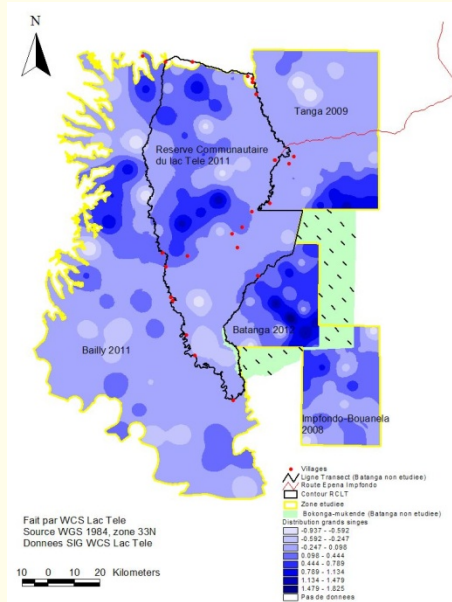 N
Tanga 2009
Reserve Communautaire
du lac Tele 2011
Bailly 2011
Batanga 201
Impfondo-Bouanela
2008
Villages
Ligne Transect (Batanga non etudiee)
Route Epena Impfondo
Contour RCLT
Zone etudiee
Bokonga-mukende (Batanga non etudiee)
Distribution grands singes
-0.937 - -0.592
-0.592 - -0.247
-0.247 - 0.098
0.098 - 0.444
0.444 - 0.789
0.789 - 1.134
1.134 - 1.479
1.479 - 1.825
Pas de donnees
Fait par WCS Lac Tele
Source WGS 1984, zone 33N
Donnees SIG WCS Lac Tele
10 0 10 20 Kilometers